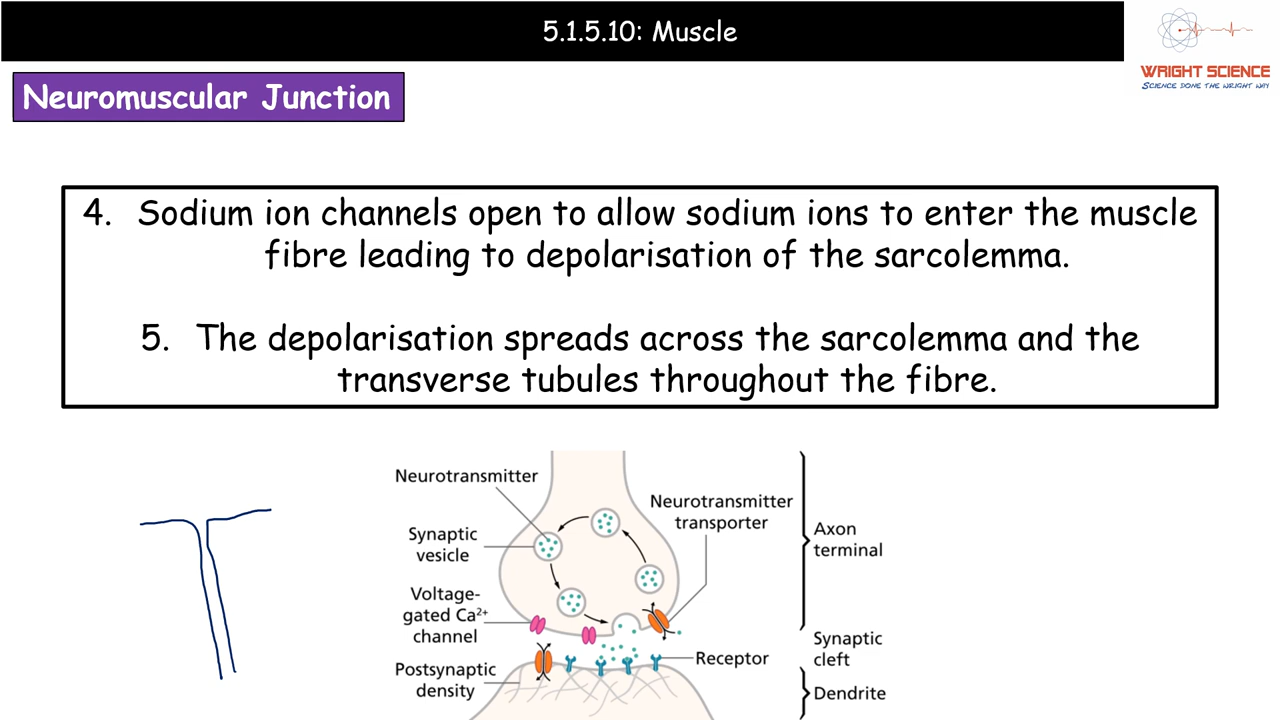 5.1.5.10: Muscle
WRIGHT SCIENCE
SCIENCE DONE THE WRIGHT WAY
Neuromuscular Junction
4. Sodium ion channels open to allow sodium ions to enter the muscle
fibre leading to depolarisation of the sarcolemma.
5. The depolarisation spreads across the sarcolemma and the
transverse tubules throughout the fibre.
Neurotransmitter
Synaptic
vesicle
Voltage-
gated Ca²⁺
channel
Postsynaptic
density
Neurotransmitter
transporter
Receptor
Axon
terminal
Synaptic
cleft
Dendrite